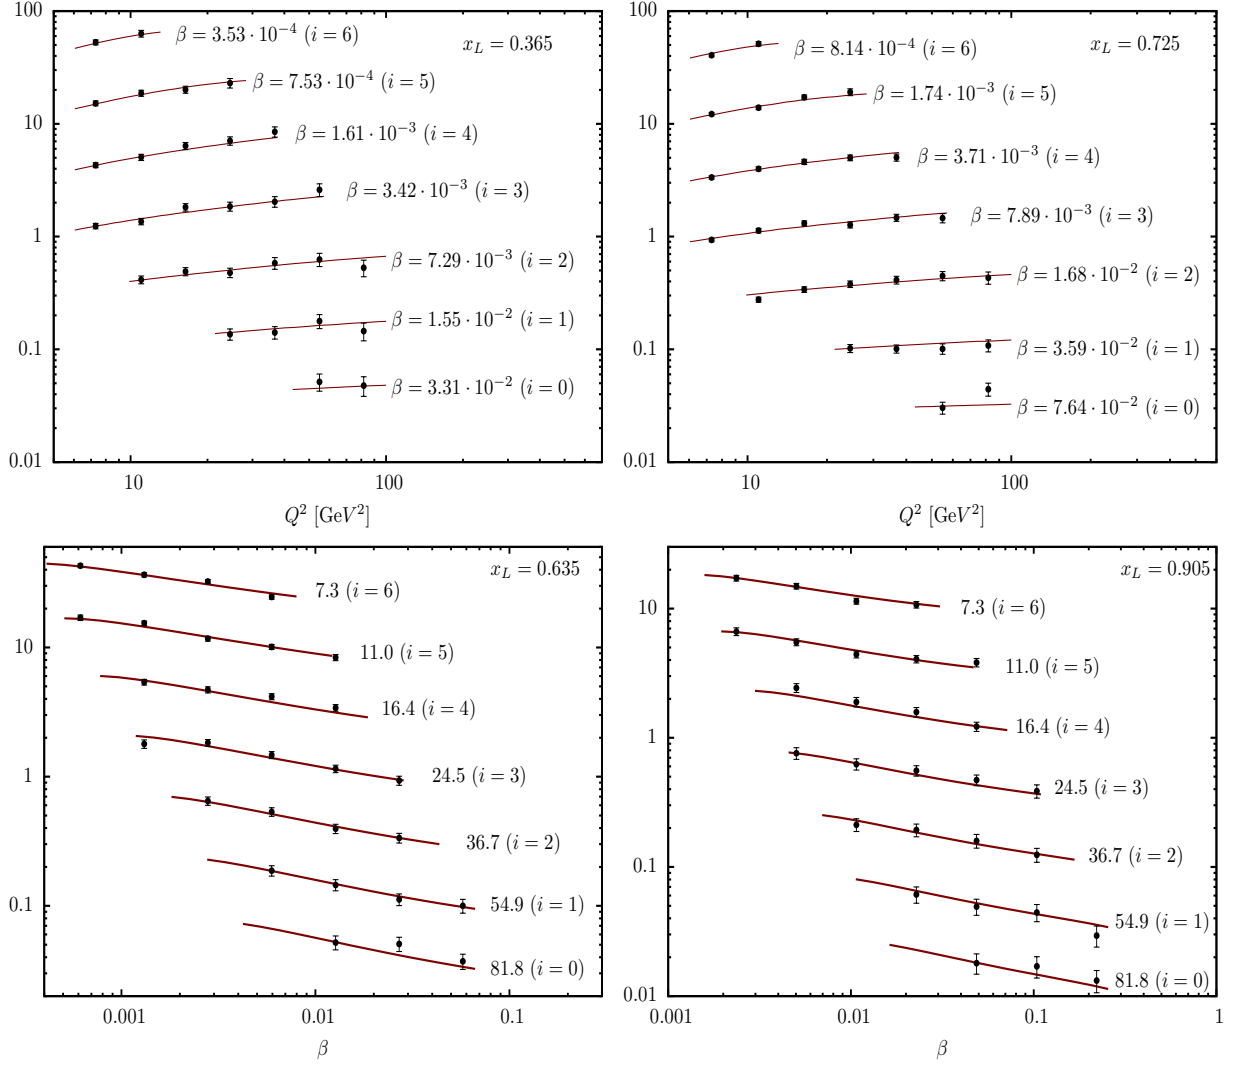 100
10
1
0.1
0.01
10
100
Q² [GeV²]
x_L = 0.365
β = 3.53 · 10⁻⁴ (i = 6)
β = 7.53 · 10⁻⁴ (i = 5)
β = 1.61 · 10⁻³ (i = 4)
β = 3.42 · 10⁻³ (i = 3)
β = 7.29 · 10⁻³ (i = 2)
β = 1.55 · 10⁻² (i = 1)
β = 3.31 · 10⁻² (i = 0)
100
10
1
0.1
0.01
10
100
Q² [GeV²]
x_L = 0.725
β = 8.14 · 10⁻⁴ (i = 6)
β = 1.74 · 10⁻³ (i = 5)
β = 3.71 · 10⁻³ (i = 4)
β = 7.89 · 10⁻³ (i = 3)
β = 1.68 · 10⁻² (i = 2)
β = 3.59 · 10⁻² (i = 1)
β = 7.64 · 10⁻² (i = 0)
10
1
0.1
0.001
0.01
0.1
β
x_L = 0.635
7.3 (i = 6)
11.0 (i = 5)
16.4 (i = 4)
24.5 (i = 3)
36.7 (i = 2)
54.9 (i = 1)
81.8 (i = 0)
10
1
0.1
0.01
0.001
0.01
0.1
1
β
x_L = 0.905
7.3 (i = 6)
11.0 (i = 5)
16.4 (i = 4)
24.5 (i = 3)
36.7 (i = 2)
54.9 (i = 1)
81.8 (i = 0)